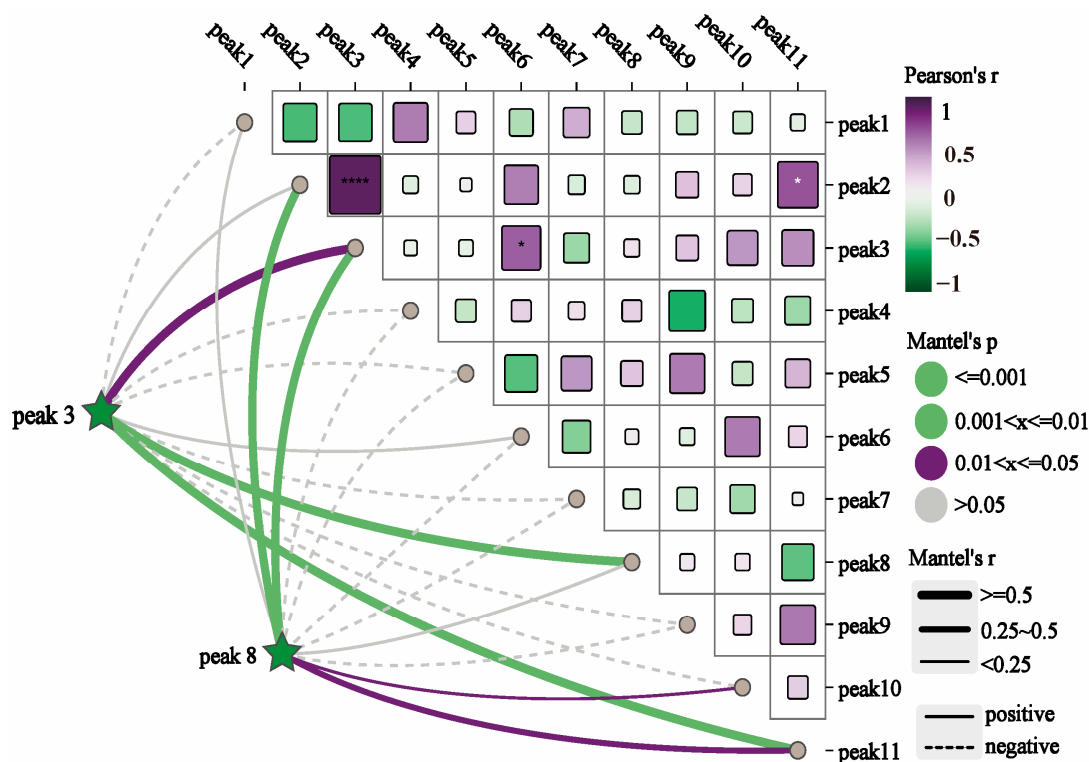 peak1 peak2 peak3 peak4 peak5 peak6 peak7 peak8 peak9 peak10 peak11
peak1
**** * peak2
* peak3
peak4
peak5
peak6
peak7
peak8
peak9
peak10
peak11
peak 3
peak 8
Pearson's r
1
0.5
0
−0.5
−1
Mantel's p
<=0.001
0.001<x<=0.01
0.01<x<=0.05
>0.05
Mantel's r
>=0.5
0.25~0.5
<0.25
positive
negative